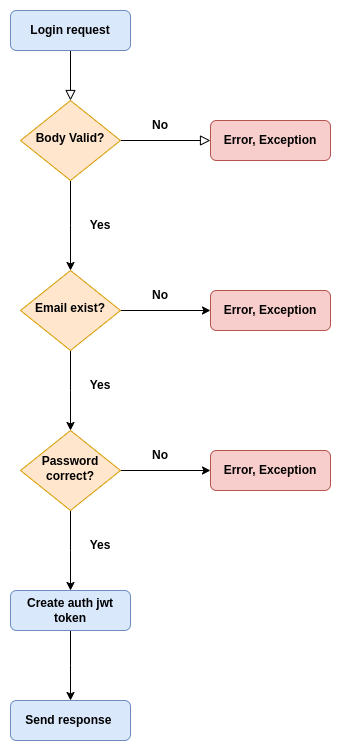 Login request
Body Valid?
No
Error, Exception
Yes
Email exist?
No
Error, Exception
Yes
Password
correct?
No
Error, Exception
Yes
Create auth jwt
token
Send response